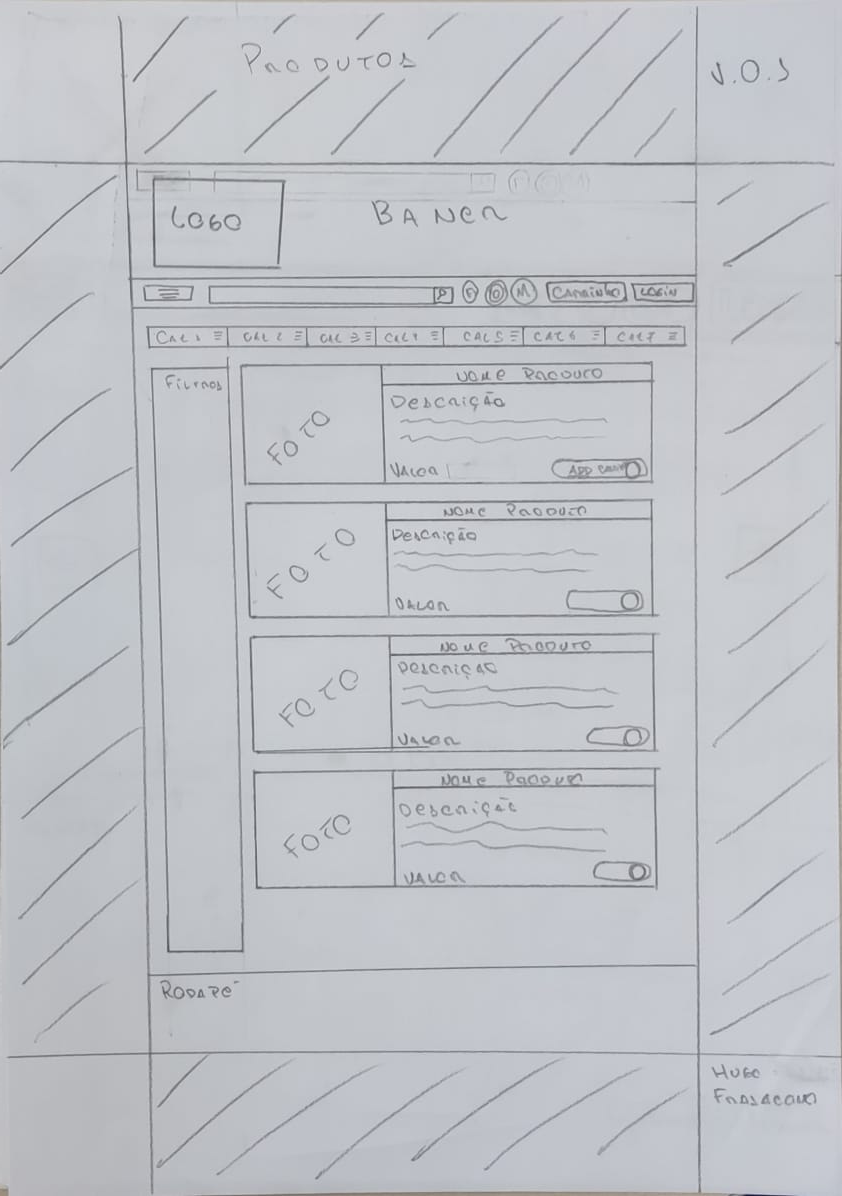 PRODUTOS
V.0.1
LOGO
BANER
F O M CARRINHO LOGIN
CAT 1 CAT 2 CAT 3 CAT 4 CAT 5 CAT 6 CAT 7
FILTROS
FOTO
NOME PRODUTO
DESCRIÇÃO
VALOR
ADD CARR
FOTO
NOME PRODUTO
DESCRIÇÃO
VALOR
FOTO
NOME PRODUTO
DESCRIÇÃO
VALOR
FOTO
NOME PRODUTO
DESCRIÇÃO
VALOR
RODAPÉ
HUGO